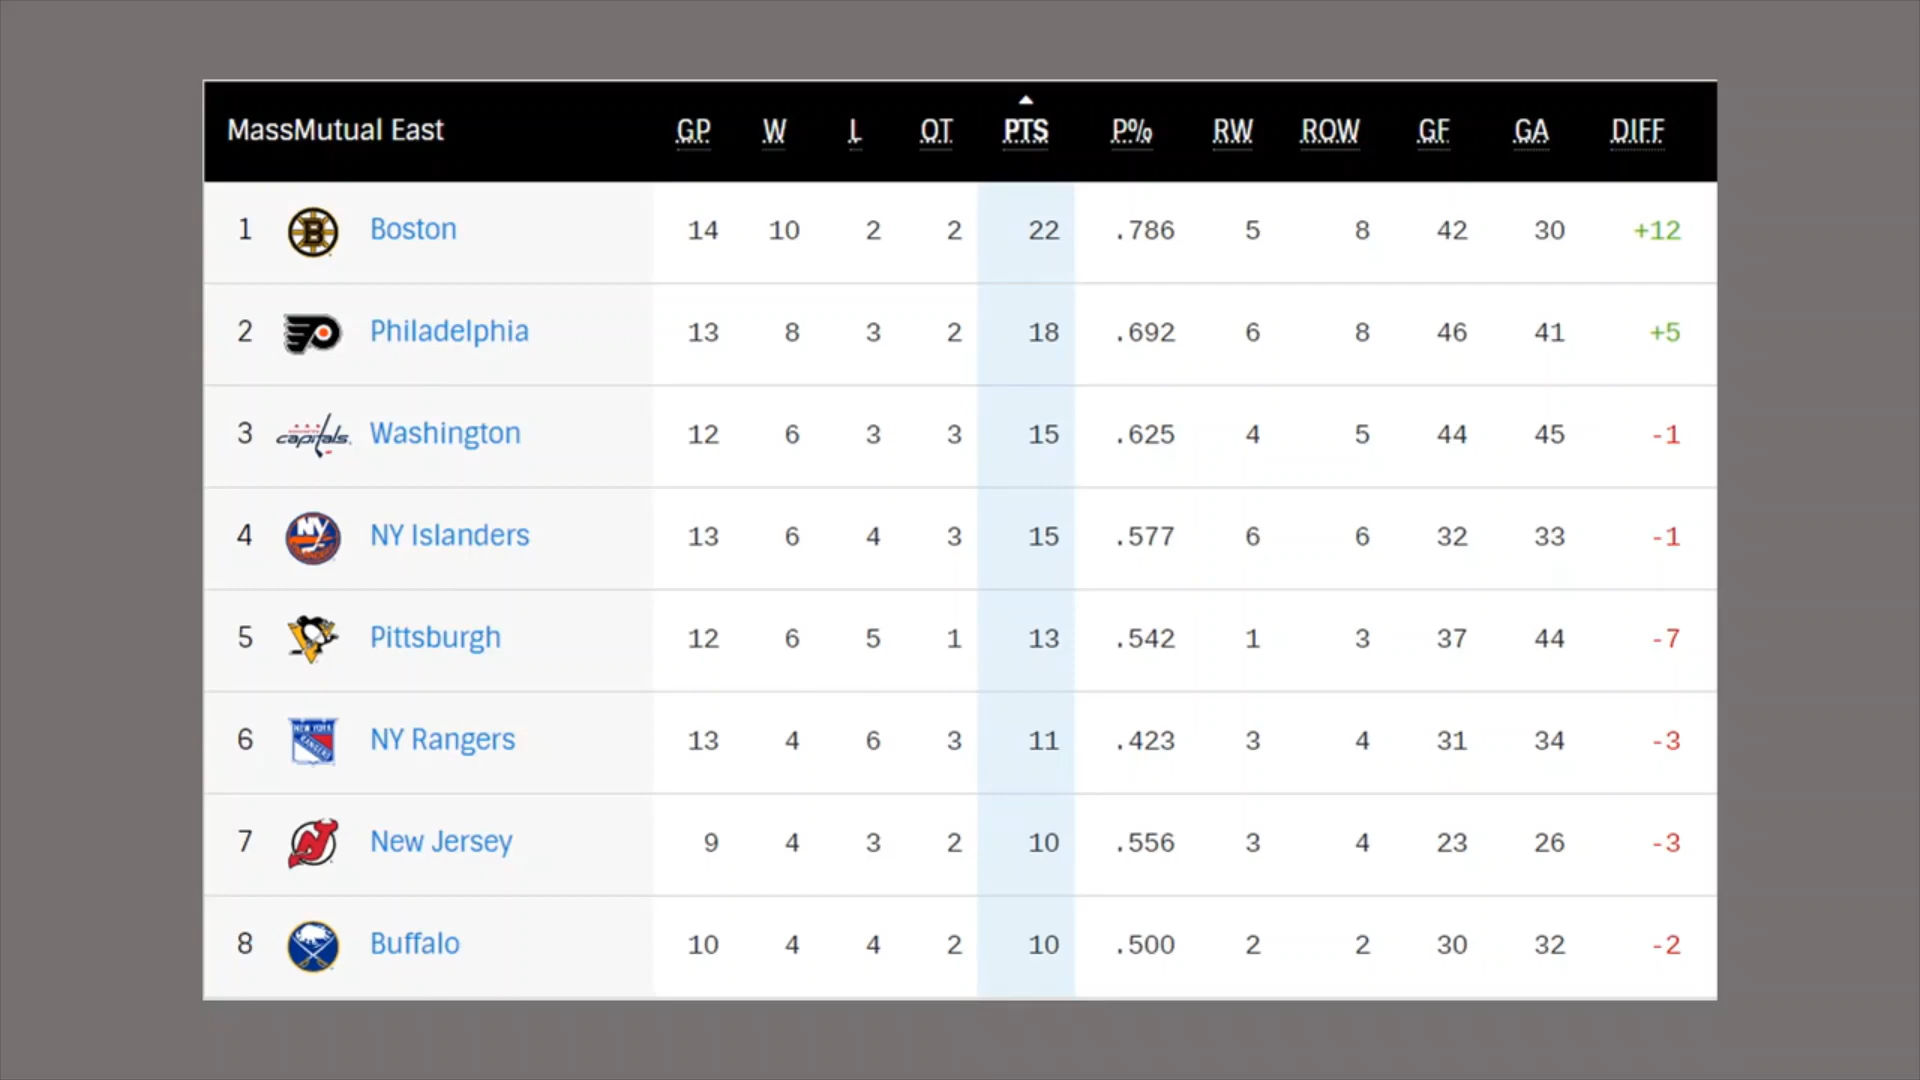 MassMutual East GP W L OT PTS P% RW ROW GF GA DIFF
1 B Boston 14 10 2 2 22 .786 5 8 42 30 +12
2 Philadelphia 13 8 3 2 18 .692 6 8 46 41 +5
3 capitals. Washington 12 6 3 3 15 .625 4 5 44 45 -1
4 NY NY Islanders 13 6 4 3 15 .577 6 6 32 33 -1
5 Pittsburgh 12 6 5 1 13 .542 1 3 37 44 -7
6 NEW YORK RANGERS NY Rangers 13 4 6 3 11 .423 3 4 31 34 -3
7 New Jersey 9 4 3 2 10 .556 3 4 23 26 -3
8 Buffalo 10 4 4 2 10 .500 2 2 30 32 -2